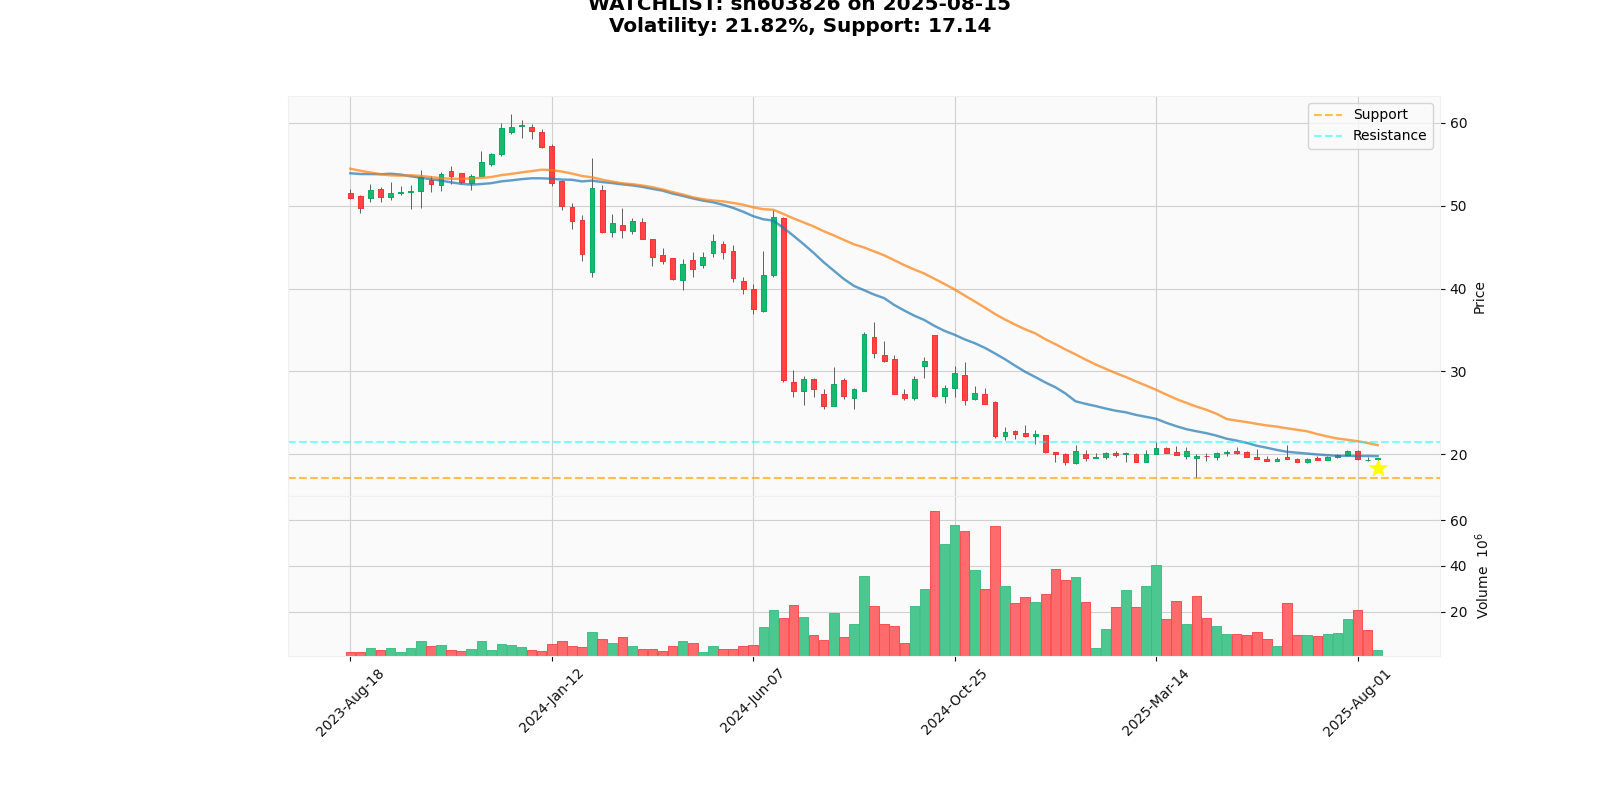 WATCHLIST: sh603826 on 2025-08-15
Volatility: 21.82%, Support: 17.14
Support
Resistance
60
50
40
30
20
Price
60
40
20
Volume 10^6
2023-Aug-18
2024-Jan-12
2024-Jun-07
2024-Oct-25
2025-Mar-14
2025-Aug-01